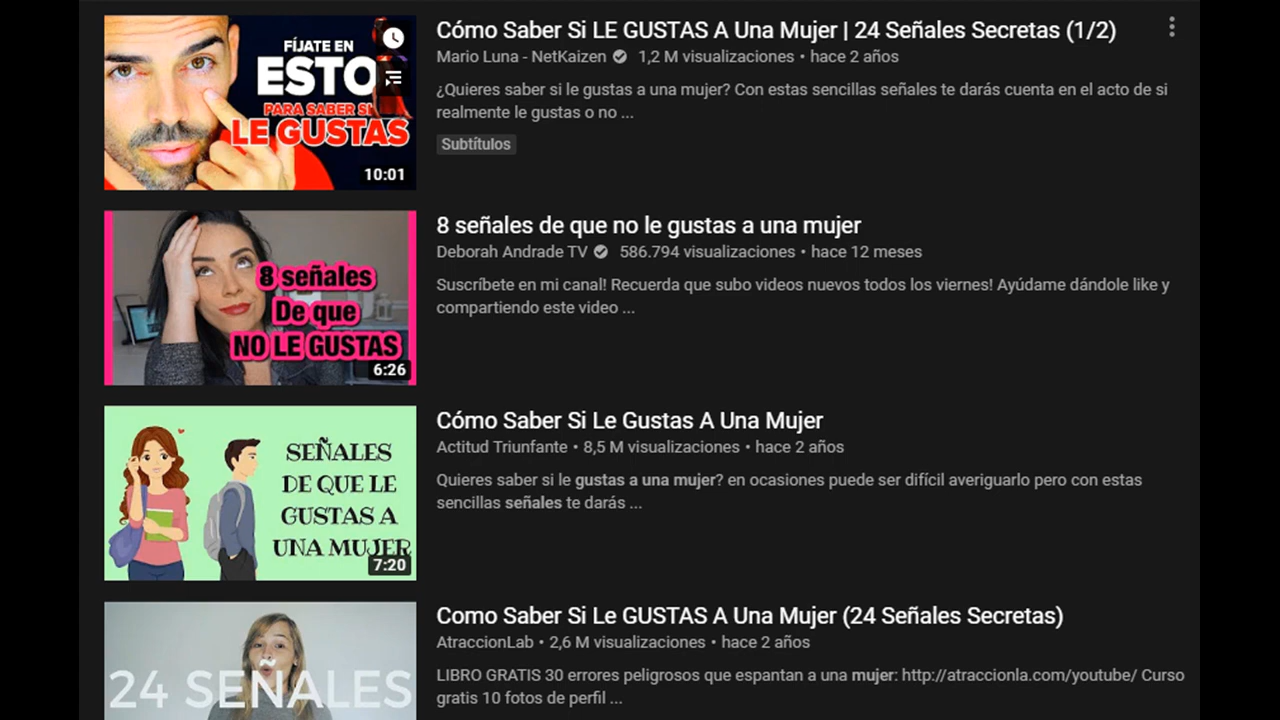 FÍJATE EN
ESTO
PARA SABER SI
LE GUSTAS
10:01
Cómo Saber Si LE GUSTAS A Una Mujer | 24 Señales Secretas (1/2)
Mario Luna - NetKaizen 1,2 M visualizaciones • hace 2 años
¿Quieres saber si le gustas a una mujer? Con estas sencillas señales te darás cuenta en el acto de si
realmente le gustas o no ...
Subtítulos
8 señales
De que
NO LE GUSTAS
6:26
8 señales de que no le gustas a una mujer
Deborah Andrade TV 586.794 visualizaciones • hace 12 meses
Suscríbete en mi canal! Recuerda que subo videos nuevos todos los viernes! Ayúdame dándole like y
compartiendo este video ...
SEÑALES
DE QUE LE
GUSTAS A
UNA MUJER
7:20
Cómo Saber Si Le Gustas A Una Mujer
Actitud Triunfante • 8,5 M visualizaciones • hace 2 años
Quieres saber si le gustas a una mujer? en ocasiones puede ser difícil averiguarlo pero con estas
sencillas señales te darás ...
24 SEÑALES
Como Saber Si Le GUSTAS A Una Mujer (24 Señales Secretas)
AtraccionLab • 2,6 M visualizaciones • hace 2 años
LIBRO GRATIS 30 errores peligrosos que espantan a una mujer: http://atraccionla.com/youtube/ Curso
gratis 10 fotos de perfil ...